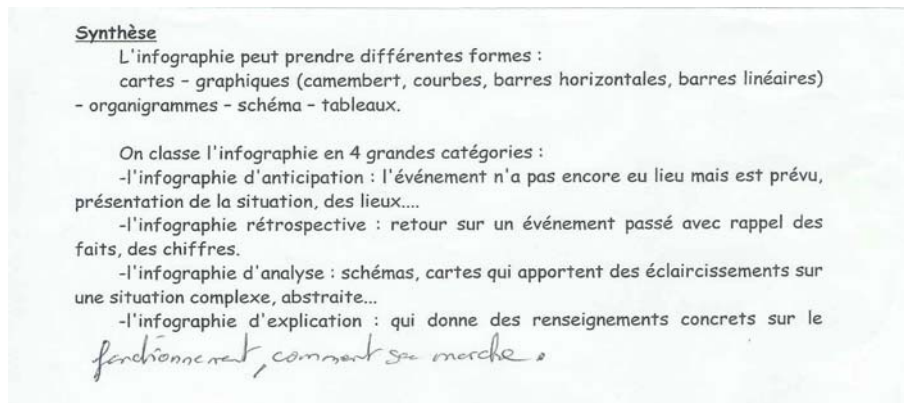 Synthèse
L'infographie peut prendre différentes formes :
cartes – graphiques (camembert, courbes, barres horizontales, barres linéaires)
– organigrammes – schéma – tableaux.
On classe l'infographie en 4 grandes catégories :
-l'infographie d'anticipation : l'événement n'a pas encore eu lieu mais est prévu,
présentation de la situation, des lieux....
-l'infographie rétrospective : retour sur un événement passé avec rappel des
faits, des chiffres.
-l'infographie d'analyse : schémas, cartes qui apportent des éclaircissements sur
une situation complexe, abstraite...
-l'infographie d'explication : qui donne des renseignements concrets sur le
fonctionnement, comment ça marche.